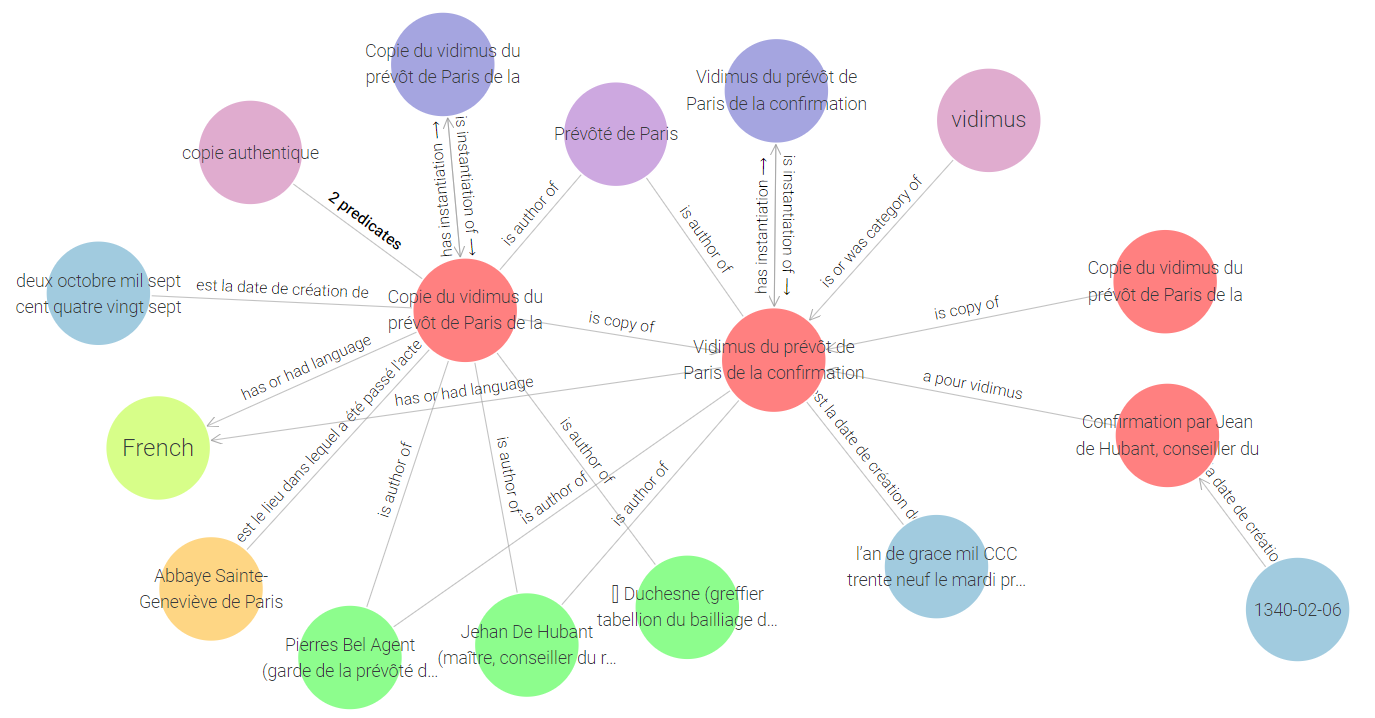 Copie du vidimus du
prévôt de Paris de la
Vidimus du prévôt de
Paris de la confirmation
vidimus
Prévôté de Paris
copie authentique
has instantiation →
is instantiation of →
has instantiation →
is instantiation of →
2 predicates
is author of
is author of
is or was category of
deux octobre mil sept
cent quatre vingt sept
est la date de création de
Copie du vidimus du
prévôt de Paris de la
Copie du vidimus du
prévôt de Paris de la
is copy of
is copy of
Vidimus du prévôt de
Paris de la confirmation
has or had language
has or had language
a pour vidimus
Confirmation par Jean
de Hubant, conseiller du
French
est le lieu dans lequel a été passé l'acte
is author of
is author of
is author of
is author of
is author of
st la date de création d
a date de créatio
Abbaye Sainte-
Geneviève de Paris
l'an de grace mil CCC
trente neuf le mardi pr...
1340-02-06
[] Duchesne (greffier
tabellion du bailliage d...
Jehan De Hubant
(maître, conseiller du r...
Pierres Bel Agent
(garde de la prévôté d...